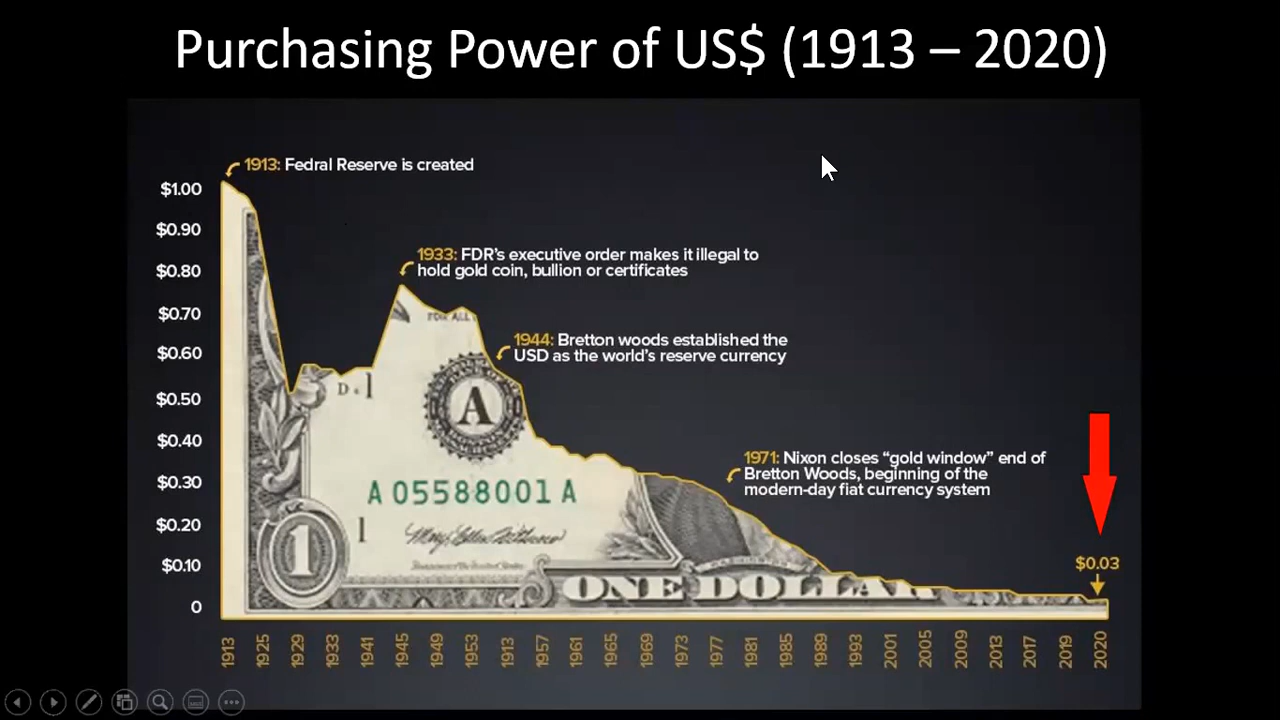 Purchasing Power of US$ (1913 – 2020)
1913: Fedral Reserve is created
$1.00
$0.90
1933: FDR's executive order makes it illegal to
hold gold coin, bullion or certificates
$0.80
$0.70
1944: Bretton woods established the
USD as the world's reserve currency
$0.60
$0.50
$0.40
1971: Nixon closes “gold window” end of
Bretton Woods, beginning of the
modern-day fiat currency system
$0.30
$0.20
$0.10
0
$0.03
FOR ALL
D 1
A
A 05588001 A
1
1
ONE DOLLAR
1913 1925 1929 1933 1941 1945 1949 1953 1913 1957 1961 1965 1969 1973 1977 1981 1985 1989 1993 2001 2005 2009 2013 2017 2019 2020